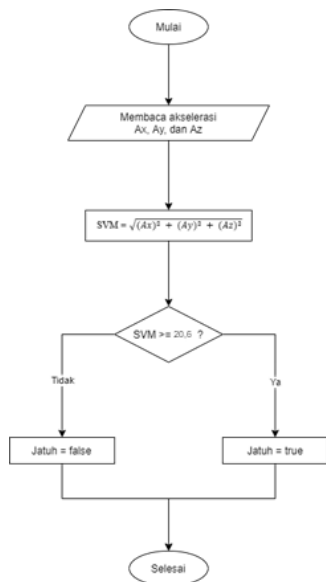 Mulai
Membaca akselerasi
Ax, Ay, dan Az
SVM = √(Ax)² + (Ay)² + (Az)²
SVM >= 20,6 ?
Tidak
Ya
Jatuh = false
Jatuh = true
Selesai